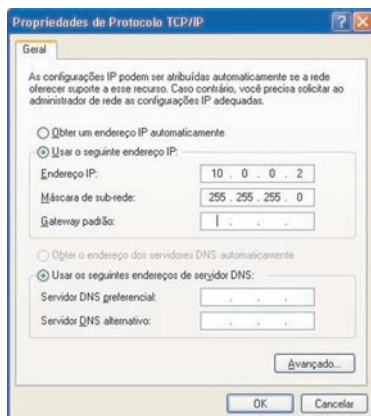 Propriedades de Protocolo TCP/IP
Geral
As configurações IP podem ser atribuídas automaticamente se a rede
oferecer suporte a esse recurso. Caso contrário, você precisa solicitar ao
administrador de rede as configurações IP adequadas.
Obter um endereço IP automaticamente
Usar o seguinte endereço IP:
Endereço IP: 10 . 0 . 0 . 2
Máscara de sub-rede: 255 . 255 . 255 . 0
Gateway padrão: . . .
Obter o endereço dos servidores DNS automaticamente
Usar os seguintes endereços de servidor DNS:
Servidor DNS preferencial: . . .
Servidor DNS alternativo: . . .
Avançado...
OK Cancelar